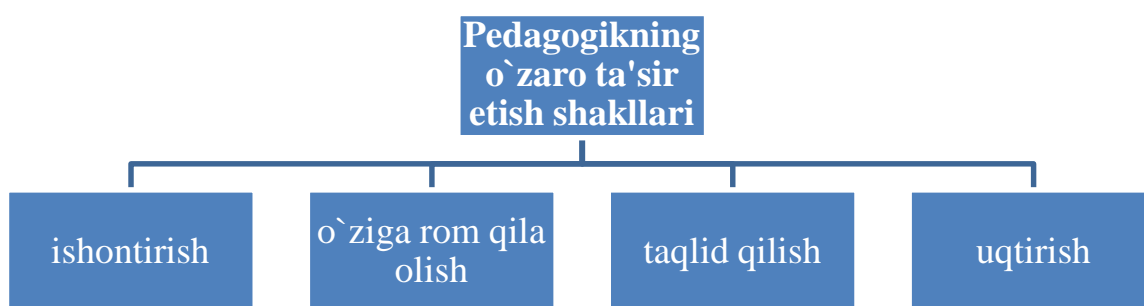 Pedagogikning
o`zaro ta'sir
etish shakllari
ishontirish
o`ziga rom qila
olish
taqlid qilish
uqtirish